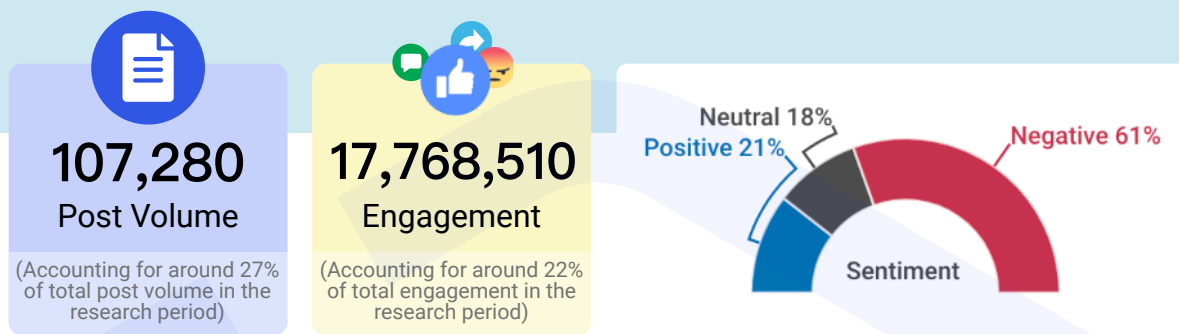 107,280
Post Volume
(Accounting for around 27%
of total post volume in the
research period)
17,768,510
Engagement
(Accounting for around 22%
of total engagement in the
research period)
Neutral 18%
Positive 21%
Negative 61%
Sentiment